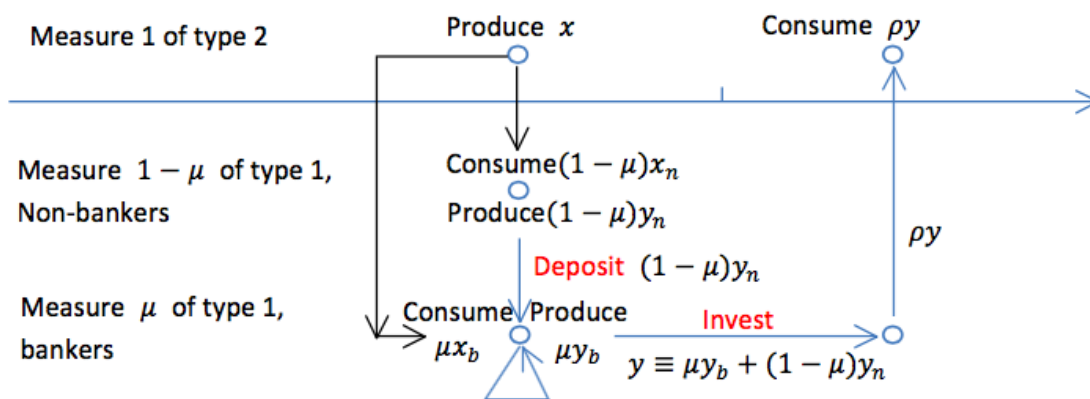 Measure 1 of type 2
Produce x
Consume ρy
Measure 1 − μ of type 1,
Non-bankers
Consume(1 − μ)x_n
Produce(1 − μ)y_n
Deposit (1 − μ)y_n
ρy
Measure μ of type 1,
bankers
Consume Produce
μx_b μy_b
Invest
y ≡ μy_b + (1 − μ)y_n